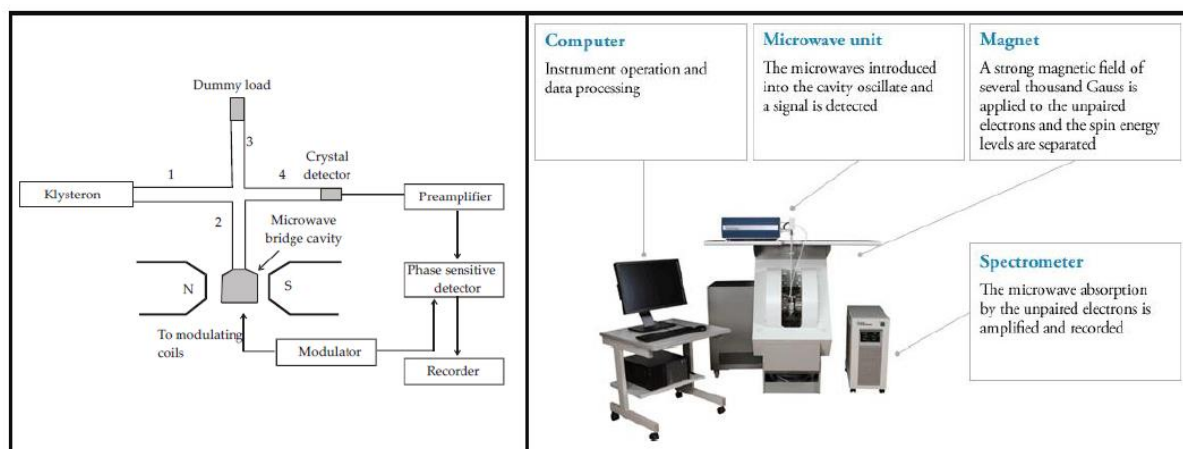 Dummy load
3
1
4
Crystal
detector
Klysteron
Preamplifier
2
Microwave
bridge cavity
N
S
Phase sensitive
detector
To modulating
coils
Modulator
Recorder
Computer
Instrument operation and
data processing
Microwave unit
The microwaves introduced
into the cavity oscillate and
a signal is detected
Magnet
A strong magnetic field of
several thousand Gauss is
applied to the unpaired
electrons and the spin energy
levels are separated
Spectrometer
The microwave absorption
by the unpaired electrons is
amplified and recorded